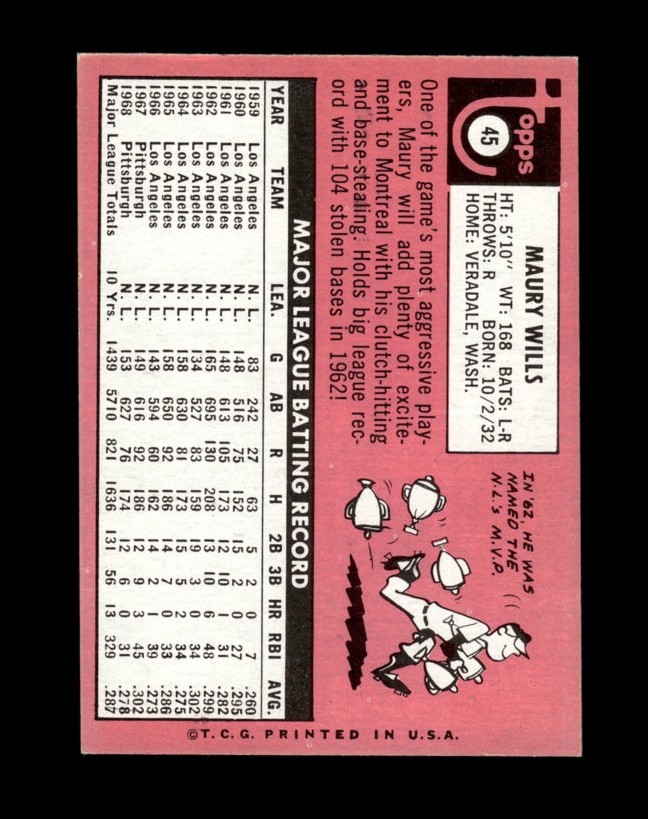 Topps
45
MAURY WILLS
HT: 5'10" WT: 168 BATS: L-R
THROWS: R BORN: 10/2/32
HOME: VERADALE, WASH.
IN '62, HE WAS
NAMED THE
N.L.'s M.V.P.
One of the game's most aggressive play-
ers, Maury will add plenty of excite-
ment to Montreal with his clutch-hitting
and base-stealing. Holds big league rec-
ord with 104 stolen bases in 1962!
MAJOR LEAGUE BATTING RECORD
YEAR TEAM LEA. G AB R H 2B 3B HR RBI AVG.
1959 Los Angeles N. L. 83 242 27 63 5 2 0 7 .260
1960 Los Angeles N. L. 148 516 75 152 15 2 0 27 .295
1961 Los Angeles N. L. 148 613 105 173 12 10 1 31 .282
1962 Los Angeles N. L. 165 695 130 208 13 10 6 48 .299
1963 Los Angeles N. L. 134 527 83 159 19 3 0 34 .302
1964 Los Angeles N. L. 158 630 81 173 15 5 2 34 .275
1965 Los Angeles N. L. 158 650 92 186 14 7 0 33 .286
1966 Los Angeles N. L. 143 594 60 162 14 2 1 39 .273
1967 Pittsburgh N. L. 149 616 92 186 12 9 3 45 .302
1968 Pittsburgh N. L. 153 627 76 174 12 6 0 31 .278
Major League Totals 10 Yrs. 1439 5710 821 1636 131 56 13 329 .287
©T.C.G. PRINTED IN U.S.A.